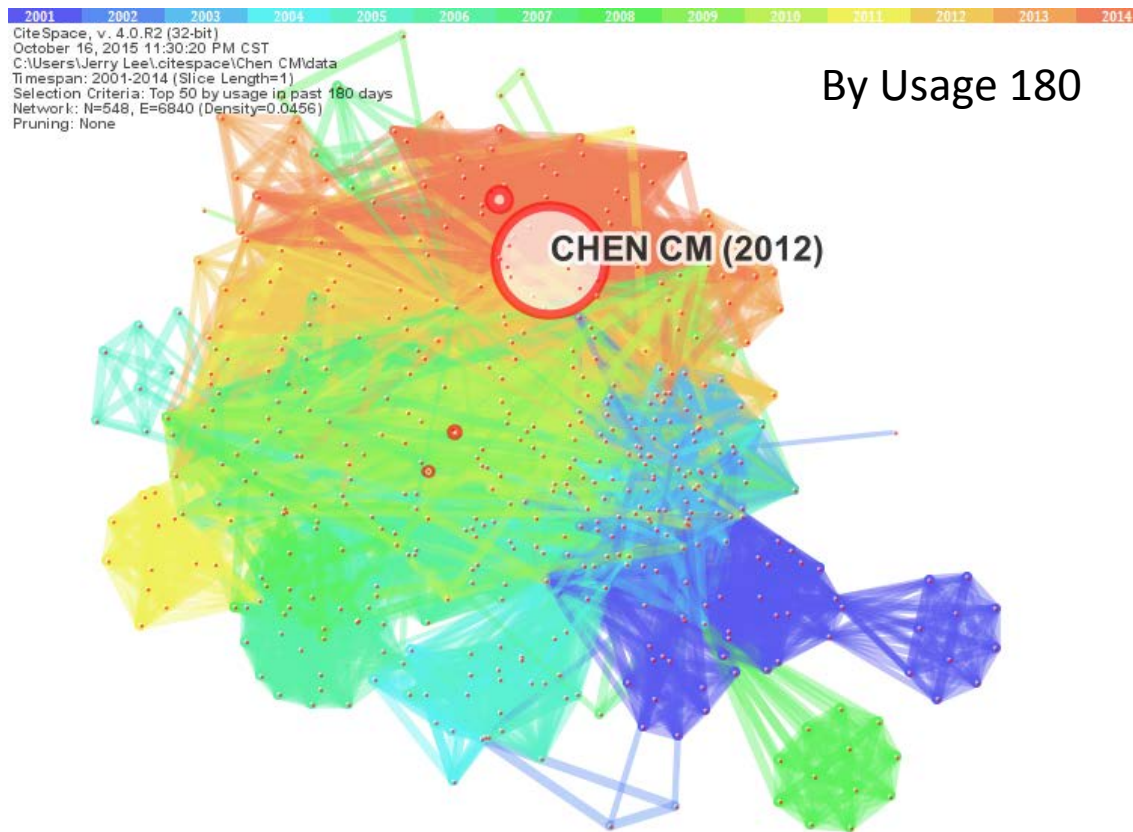 2001 2002 2003 2004 2005 2006 2007 2008 2009 2010 2011 2012 2013 2014
CiteSpace, v. 4.0.R2 (32-bit)
October 16, 2015 11:30:20 PM CST
C:\Users\Jerry Lee\.citespace\Chen CM\data
Timespan: 2001-2014 (Slice Length=1)
Selection Criteria: Top 50 by usage in past 180 days
Network: N=548, E=6840 (Density=0.0456)
Pruning: None
By Usage 180
CHEN CM (2012)